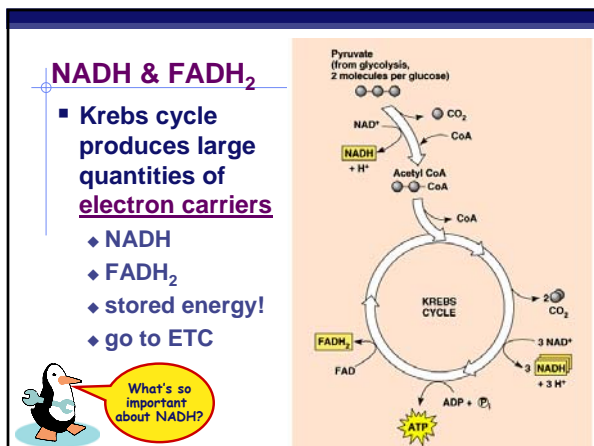 NADH & FADH₂
■ Krebs cycle
produces large
quantities of
electron carriers
◆ NADH
◆ FADH₂
◆ stored energy!
◆ go to ETC
What's so
important
about NADH?
Pyruvate
(from glycolysis,
2 molecules per glucose)
CO₂
NAD⁺
CoA
NADH
+ H⁺
Acetyl CoA
CoA
CoA
KREBS
CYCLE
2
CO₂
FADH₂
3 NAD⁺
FAD
3 NADH
+ 3 H⁺
ADP + Ⓟi
ATP